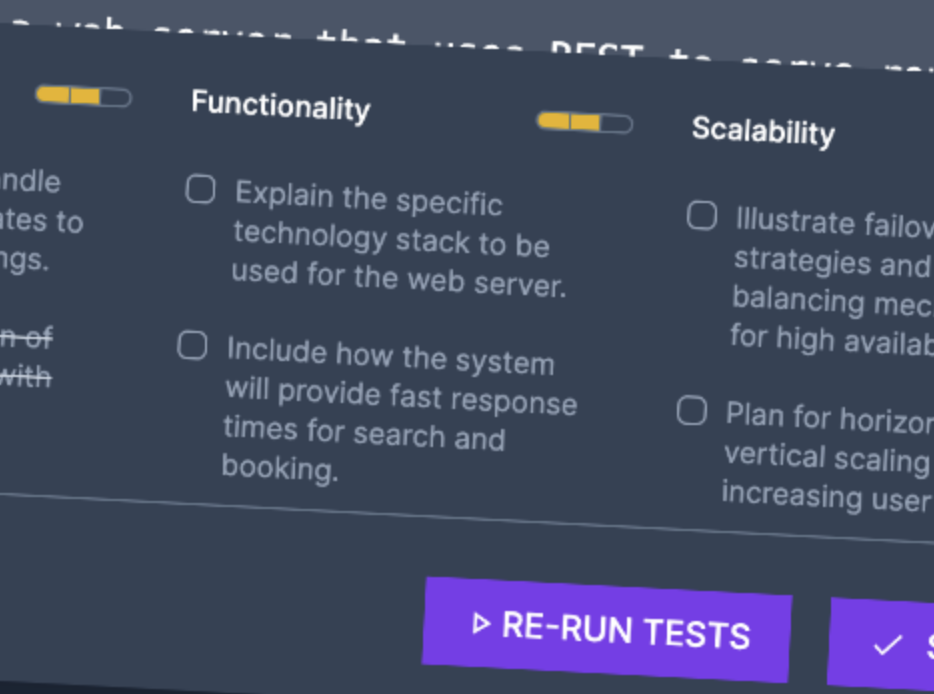 a web server that uses REST to serve
Functionality
Scalability
ndle
ates to
ngs.
n of
with
Explain the specific
technology stack to be
used for the web server.
Include how the system
will provide fast response
times for search and
booking.
Illustrate failov
strategies and
balancing mec
for high availab
Plan for horizon
vertical scaling
increasing user
RE-RUN TESTS
S